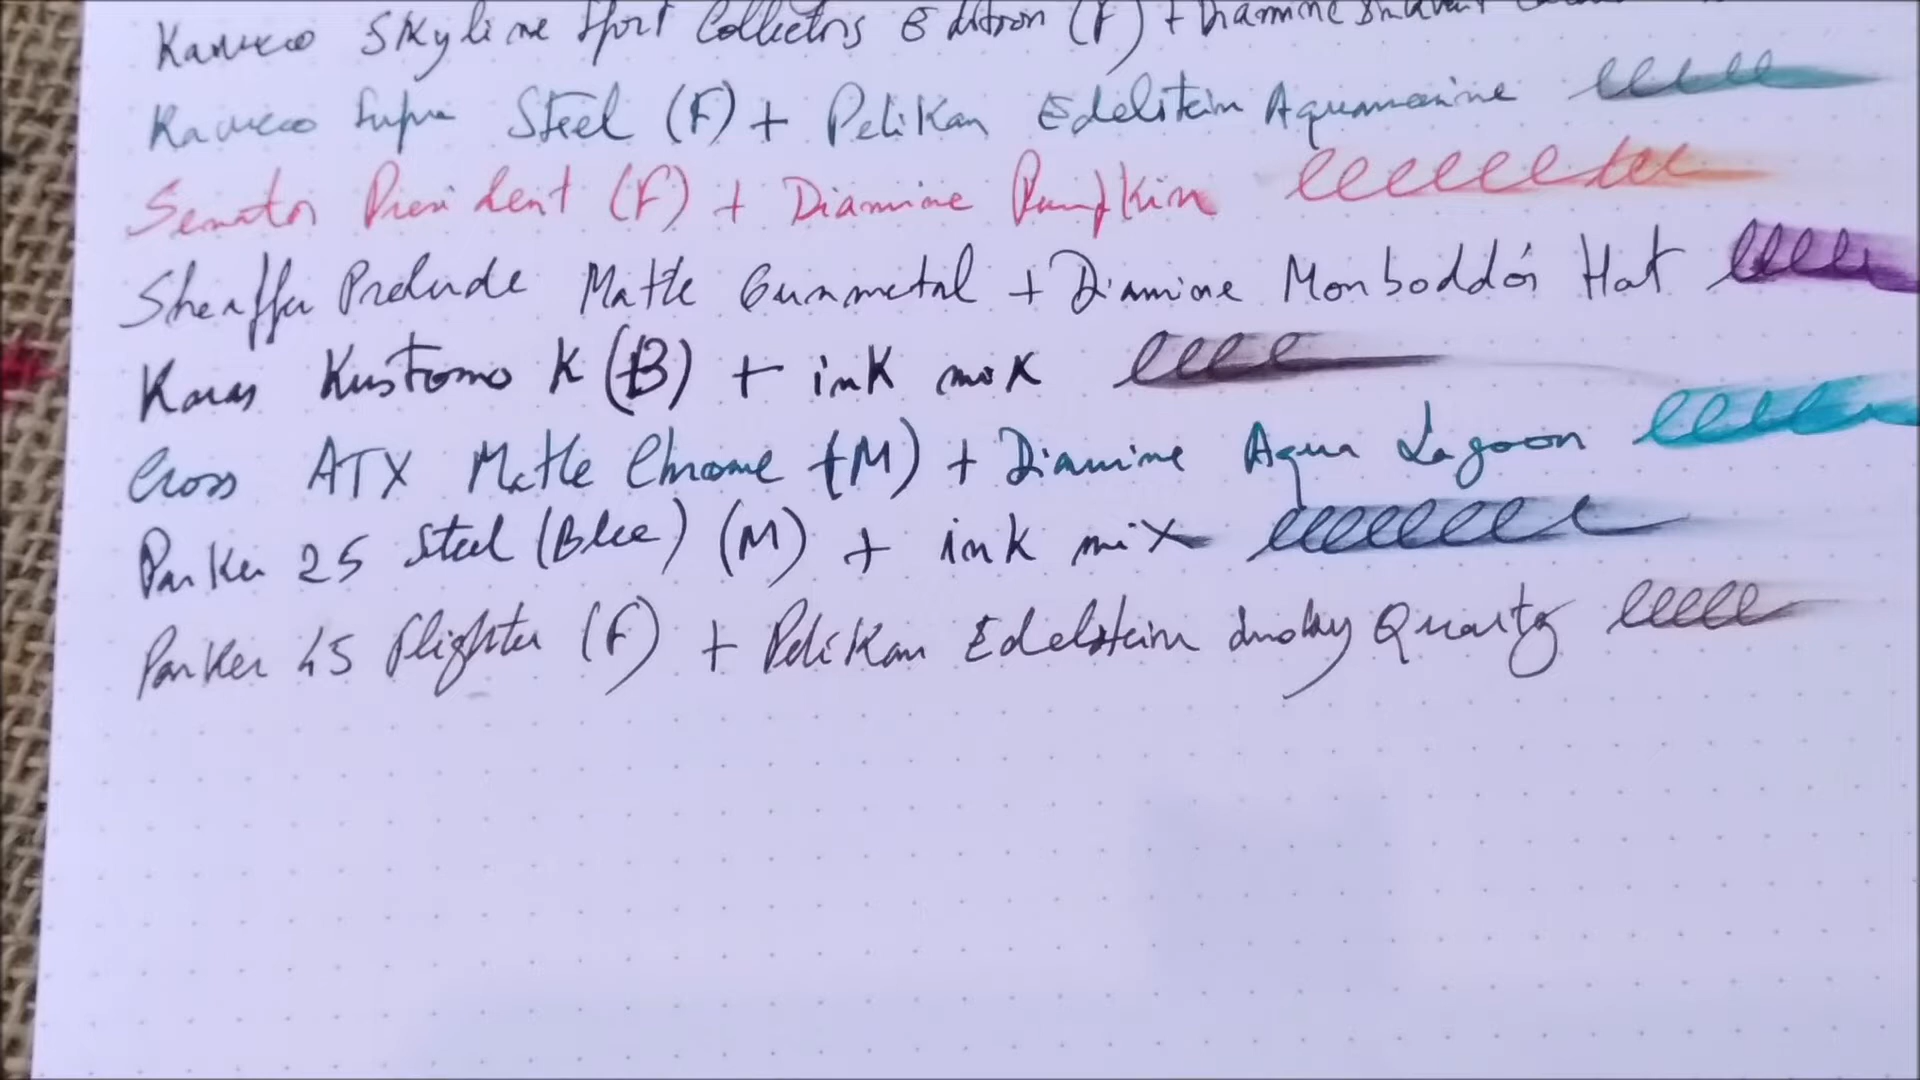 Kaweco Skyline Sport Collectors Edition (F) + Diamine
Kaweco Supra Steel (F) + Pelikan Edelstein Aquamarine
Senator President (F) + Diamine Pumpkin
Sheaffer Prelude Matte Gunmetal + Diamine Monboddo's Hat
Karas Kustoms K (B) + ink mix
Cross ATX Matte Chrome (M) + Diamine Aqua Lagoon
Parker 25 Steel (Blue) (M) + ink mix
Parker 45 Flighter (F) + Pelikan Edelstein Smoky Quartz